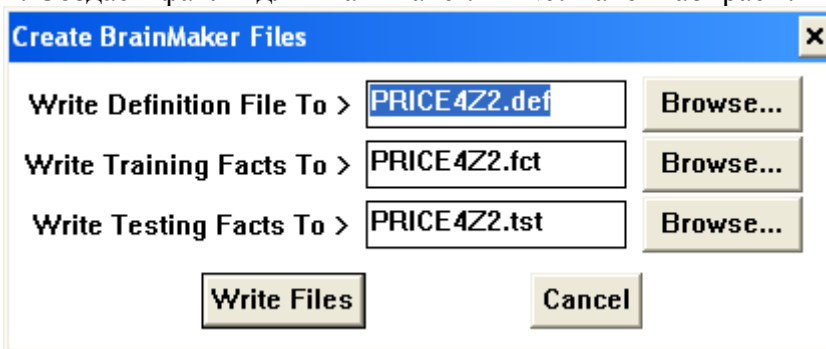 Create BrainMaker Files
Write Definition File To > PRICE4Z2.def Browse...
Write Training Facts To > PRICE4Z2.fct Browse...
Write Testing Facts To > PRICE4Z2.tst Browse...
Write Files Cancel